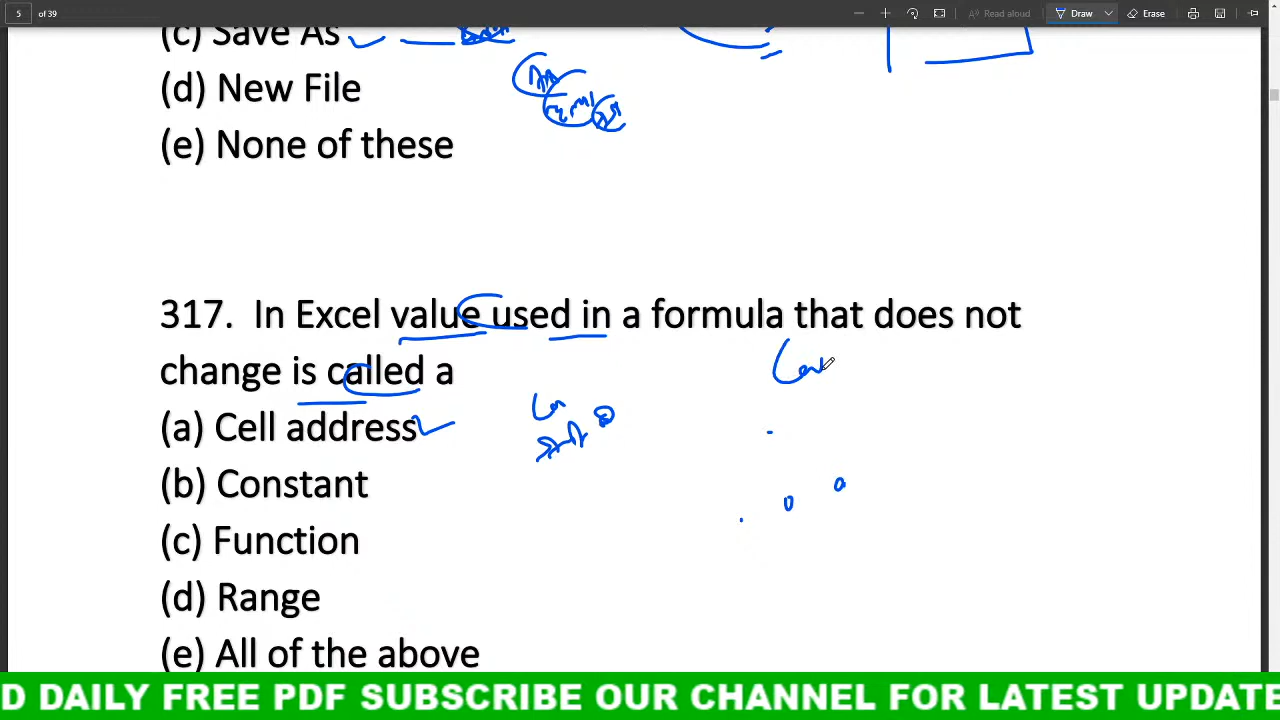 5 of 39
Read aloud
Draw
Erase
(c) Save As
(d) New File
(e) None of these
317. In Excel value used in a formula that does not
change is called a
(a) Cell address
(b) Constant
(c) Function
(d) Range
(e) All of the above
D DAILY FREE PDF SUBSCRIBE OUR CHANNEL FOR LATEST UPDATE